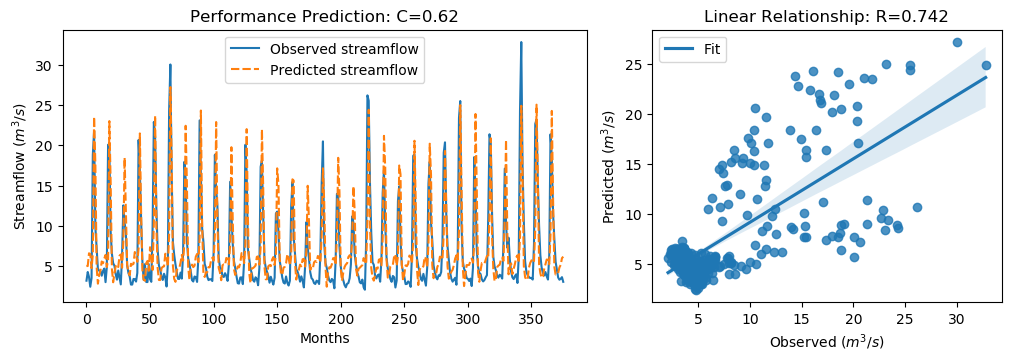 Performance Prediction: C=0.62
Streamflow (m³/s)
30
25
20
15
10
5
Observed streamflow
Predicted streamflow
0
50
100
150
200
250
300
350
Months
Linear Relationship: R=0.742
Predicted (m³/s)
25
20
15
10
5
Fit
5
10
15
20
25
30
Observed (m³/s)